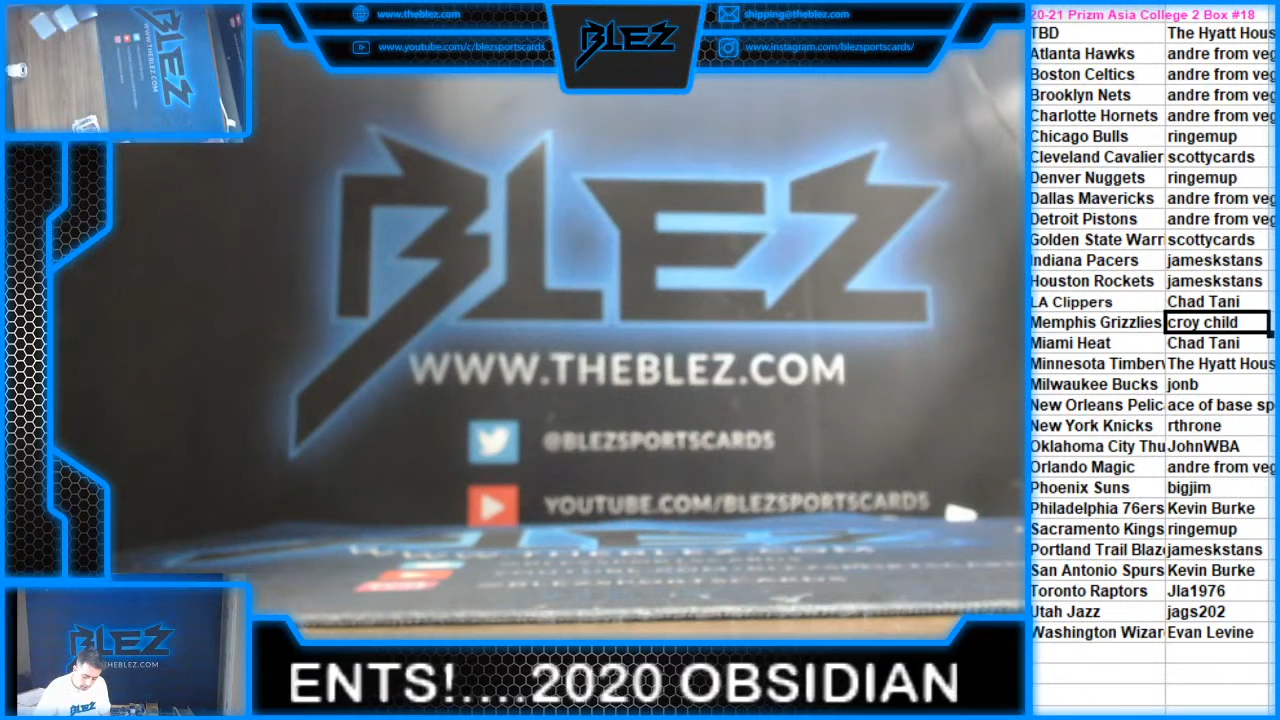 www.theblez.com
www.youtube.com/c/blezsportscards
BLEZ
shipping@theblez.com
www.instagram.com/blezsportscards/
BLEZ
WWW.THEBLEZ.COM
BLEZ
WWW.THEBLEZ.COM
@BLEZSPORTSCARDS
YOUTUBE.COM/BLEZSPORTSCARDS
WWW.THEBLEZ.COM
@BLEZSPORTSCARDS
BLEZ
THEBLEZ.COM
ENTS!....2020 OBSIDIAN
20-21 Prizm Asia College 2 Box #18
TBD The Hyatt Hous
Atlanta Hawks andre from veg
Boston Celtics andre from veg
Brooklyn Nets andre from veg
Charlotte Hornets andre from veg
Chicago Bulls ringemup
Cleveland Cavalier scottycards
Denver Nuggets ringemup
Dallas Mavericks andre from veg
Detroit Pistons andre from veg
Golden State Warr scottycards
Indiana Pacers jameskstans
Houston Rockets jameskstans
LA Clippers Chad Tani
Memphis Grizzlies croy child
Miami Heat Chad Tani
Minnesota Timberv The Hyatt Hous
Milwaukee Bucks jonb
New Orleans Pelic ace of base sp
New York Knicks rthrone
Oklahoma City Thu JohnWBA
Orlando Magic andre from veg
Phoenix Suns bigjim
Philadelphia 76ers Kevin Burke
Sacramento Kings ringemup
Portland Trail Blaz jameskstans
San Antonio Spurs Kevin Burke
Toronto Raptors Jla1976
Utah Jazz jags202
Washington Wizar Evan Levine